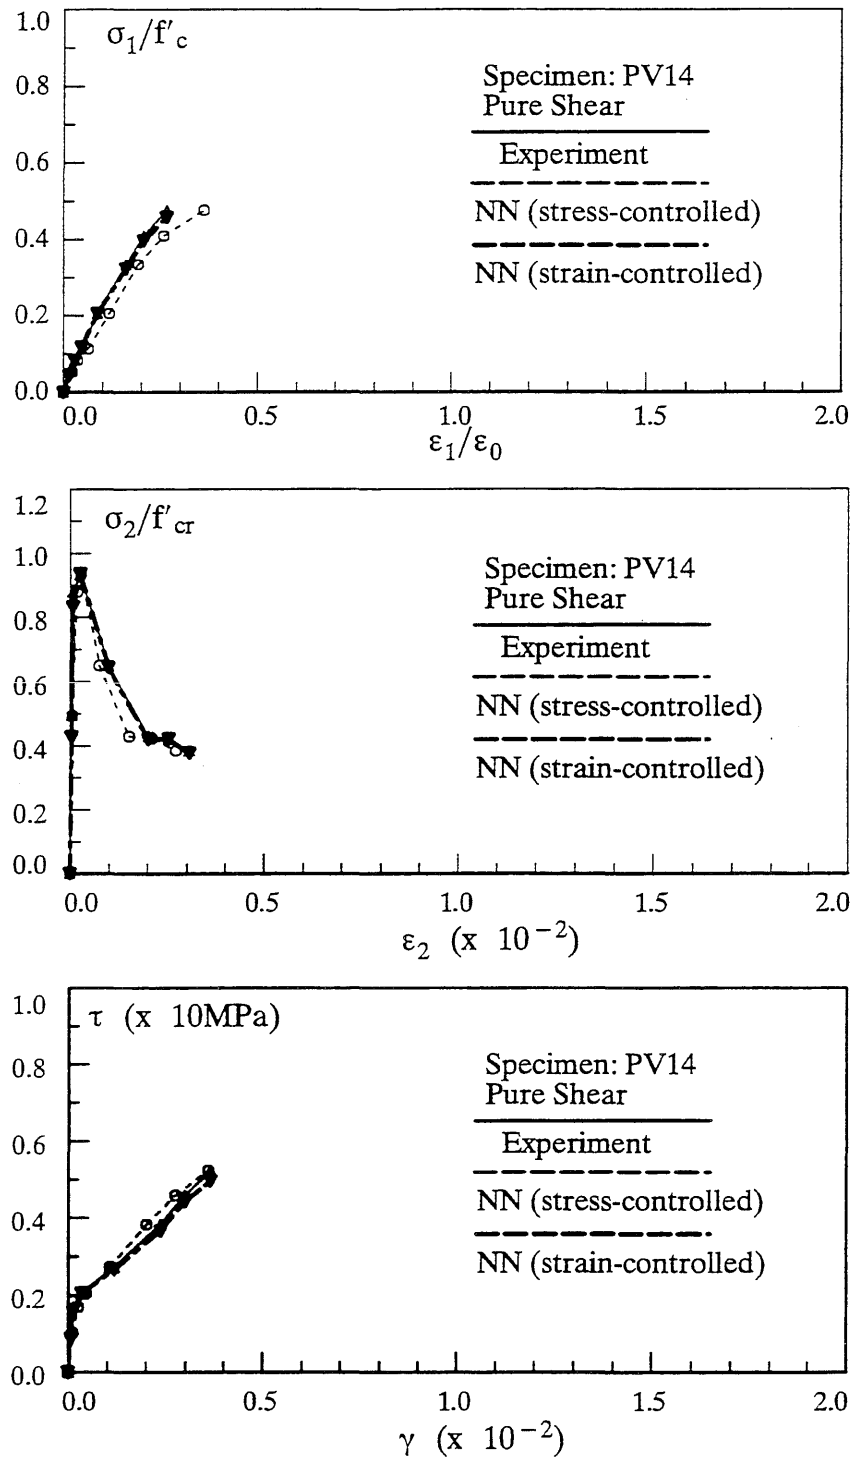 1.0
σ₁/f'c
0.8
0.6
0.4
0.2
0.0
Specimen: PV14
Pure Shear
Experiment
NN (stress-controlled)
NN (strain-controlled)
0.0 0.5 1.0 1.5 2.0
ε₁/ε₀
1.2
σ₂/f'cr
1.0
0.8
0.6
0.4
0.2
0.0
Specimen: PV14
Pure Shear
Experiment
NN (stress-controlled)
NN (strain-controlled)
0.0 0.5 1.0 1.5 2.0
ε₂ (x 10⁻²)
1.0
τ (x 10MPa)
0.8
0.6
0.4
0.2
0.0
Specimen: PV14
Pure Shear
Experiment
NN (stress-controlled)
NN (strain-controlled)
0.0 0.5 1.0 1.5 2.0
γ (x 10⁻²)